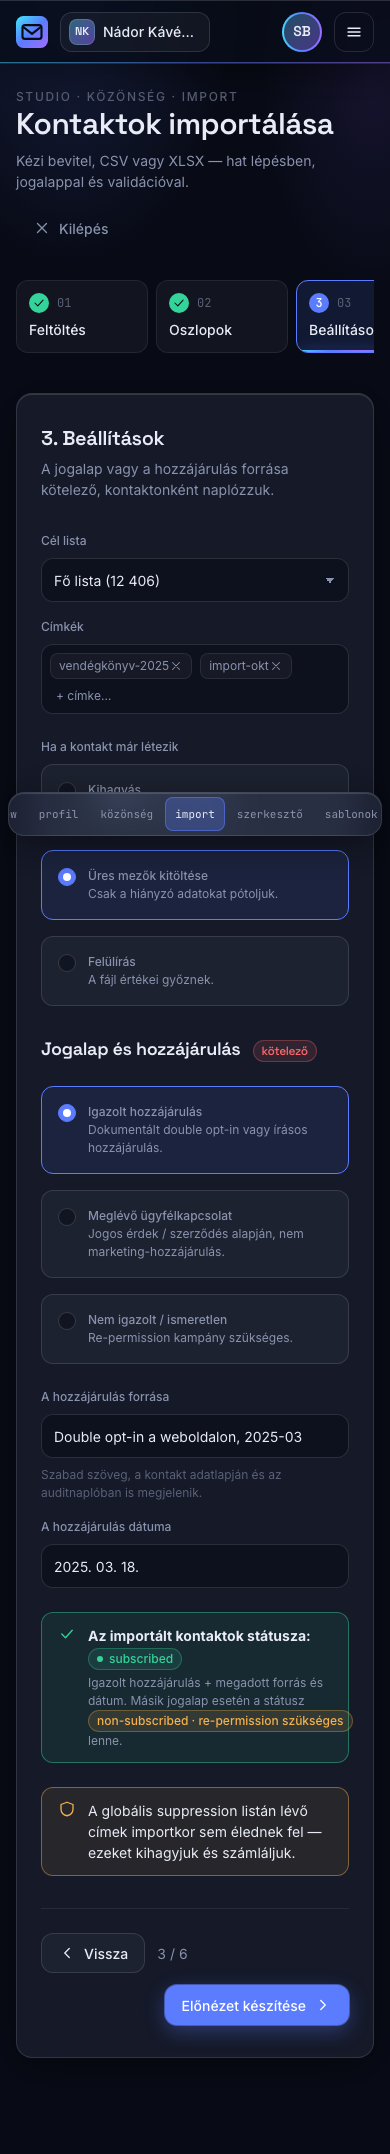 NK Nádor Kávé... SB
STUDIO · KÖZÖNSÉG · IMPORT
Kontaktok importálása
Kézi bevitel, CSV vagy XLSX — hat lépésben,
jogalappal és validációval.
Kilépés
01 02 3 03
Feltöltés Oszlopok Beállításo
3. Beállítások
A jogalap vagy a hozzájárulás forrása
kötelező, kontaktonként naplózzuk.
Cél lista
Fő lista (12 406)
Címkék
vendégkönyv-2025 import-okt
+ címke...
Ha a kontakt már létezik
Kihagyás
w profil közönség import szerkesztő sablonok
Üres mezők kitöltése
Csak a hiányzó adatokat pótoljuk.
Felülírás
A fájl értékei győznek.
Jogalap és hozzájárulás kötelező
Igazolt hozzájárulás
Dokumentált double opt-in vagy írásos
hozzájárulás.
Meglévő ügyfélkapcsolat
Jogos érdek / szerződés alapján, nem
marketing-hozzájárulás.
Nem igazolt / ismeretlen
Re-permission kampány szükséges.
A hozzájárulás forrása
Double opt-in a weboldalon, 2025-03
Szabad szöveg, a kontakt adatlapján és az
auditnaplóban is megjelenik.
A hozzájárulás dátuma
2025. 03. 18.
Az importált kontaktok státusza:
subscribed
Igazolt hozzájárulás + megadott forrás és
dátum. Másik jogalap esetén a státusz
non-subscribed · re-permission szükséges
lenne.
A globális suppression listán lévő
címek importkor sem élednek fel —
ezeket kihagyjuk és számláljuk.
Vissza 3 / 6
Előnézet készítése